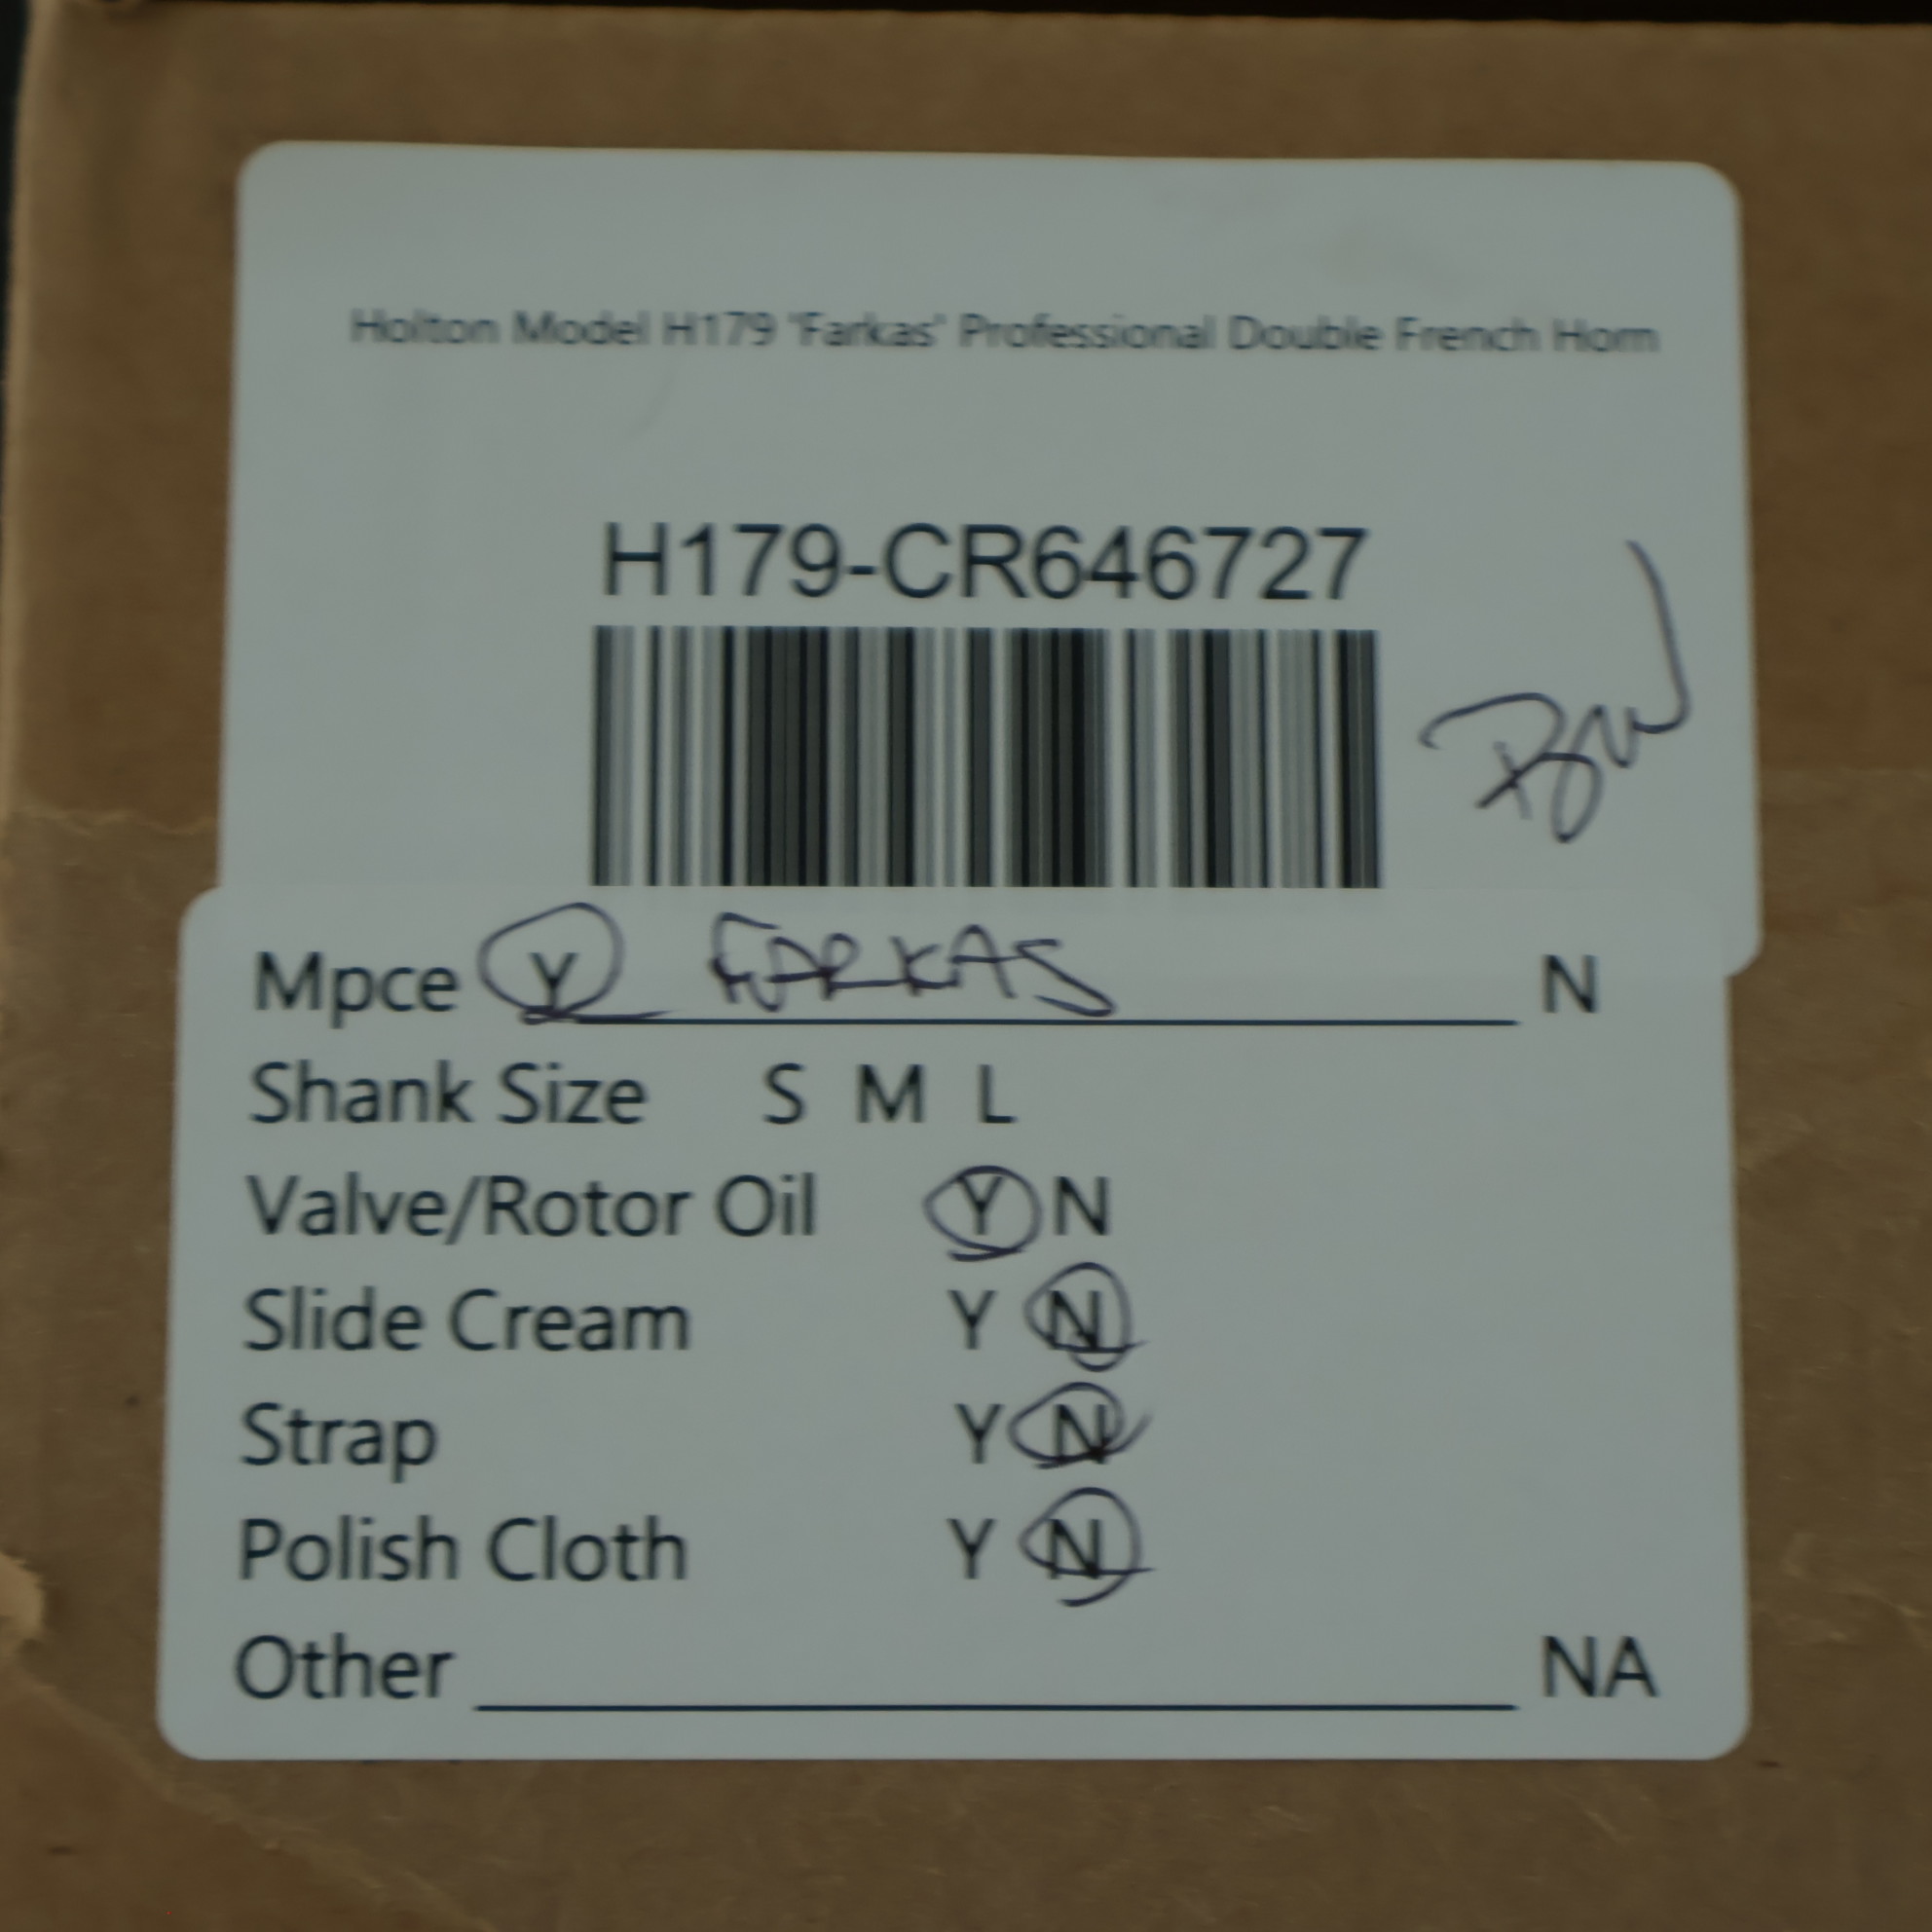 Holton Model H179 'Farkas' Professional Double French Horn
H179-CR646727
Mpce Y FARKAS N
Shank Size S M L
Valve/Rotor Oil Y N
Slide Cream Y N
Strap Y N
Polish Cloth Y N
Other NA